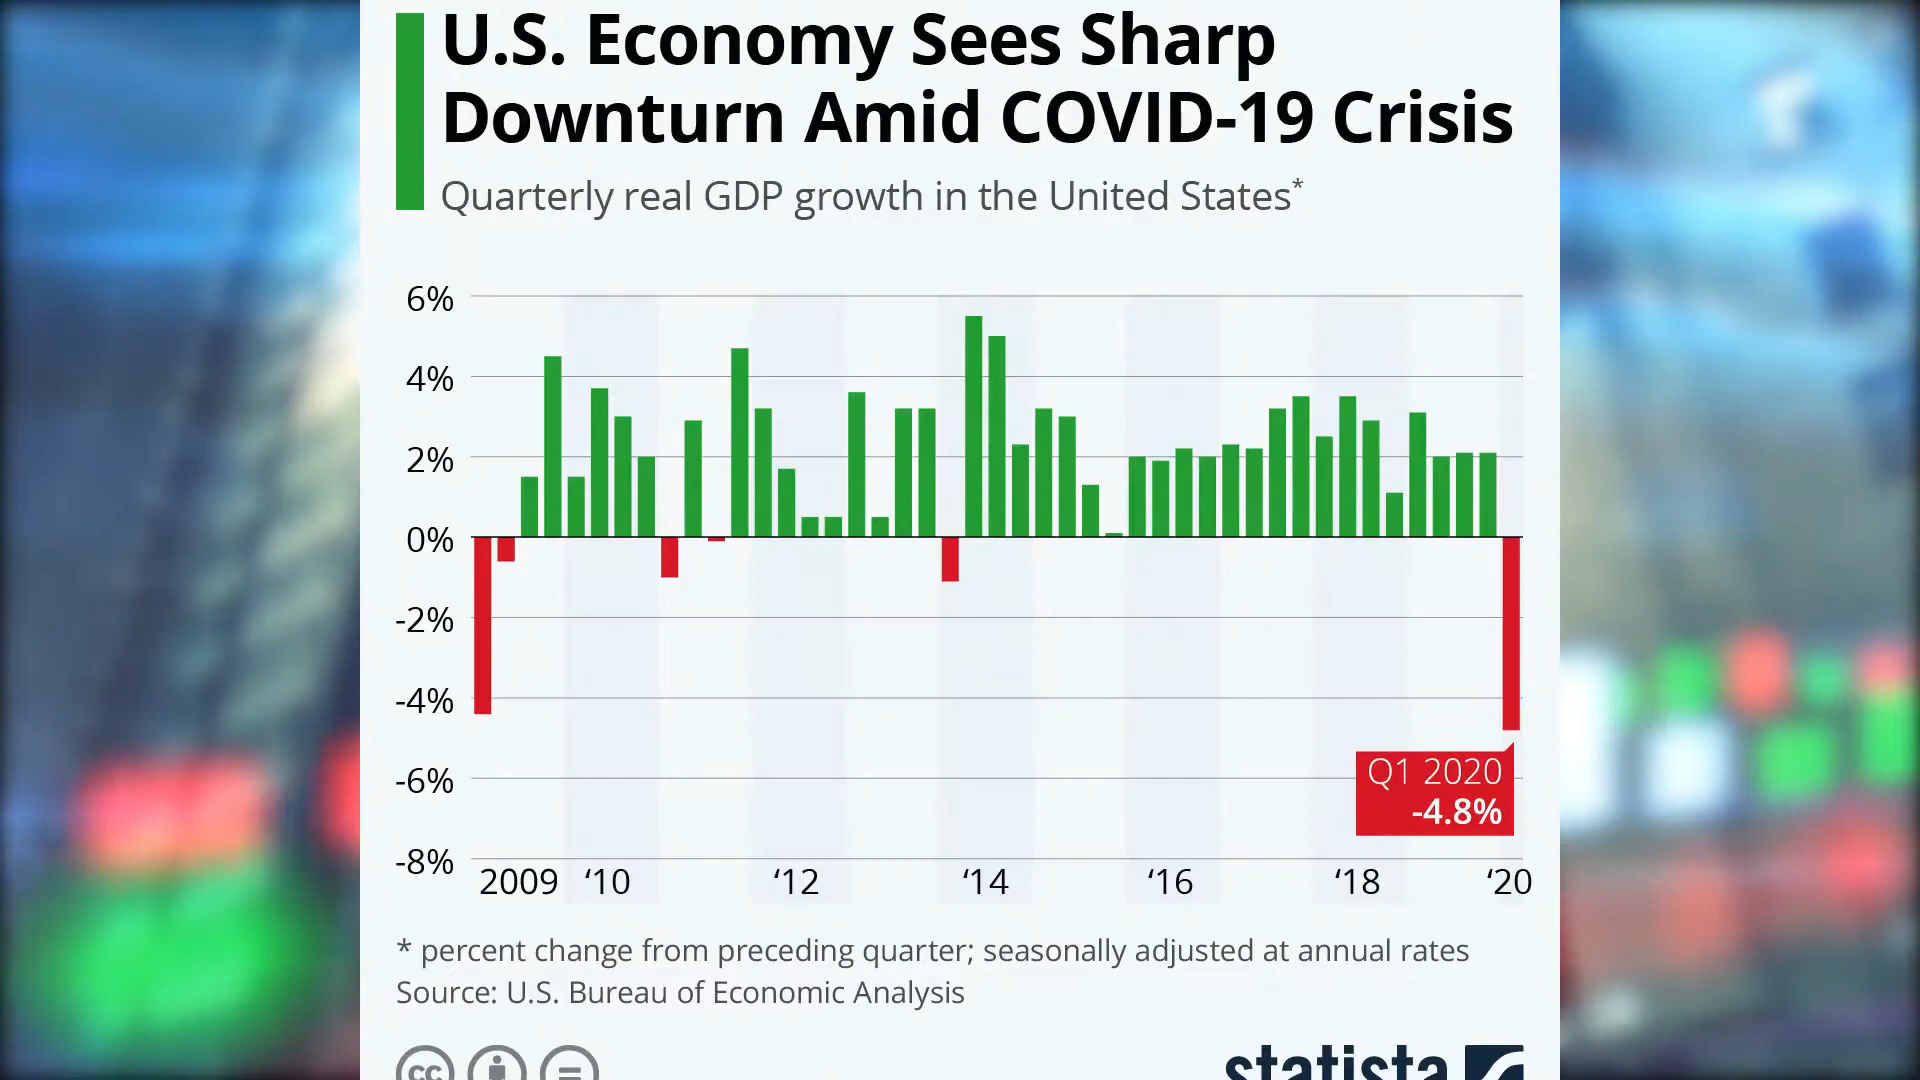 U.S. Economy Sees Sharp
Downturn Amid COVID-19 Crisis
Quarterly real GDP growth in the United States*
6%
4%
2%
0%
-2%
-4%
-6%
-8%
Q1 2020
-4.8%
2009 ‘10 ‘12 ‘14 ‘16 ‘18 ‘20
* percent change from preceding quarter; seasonally adjusted at annual rates
Source: U.S. Bureau of Economic Analysis
cc
statista